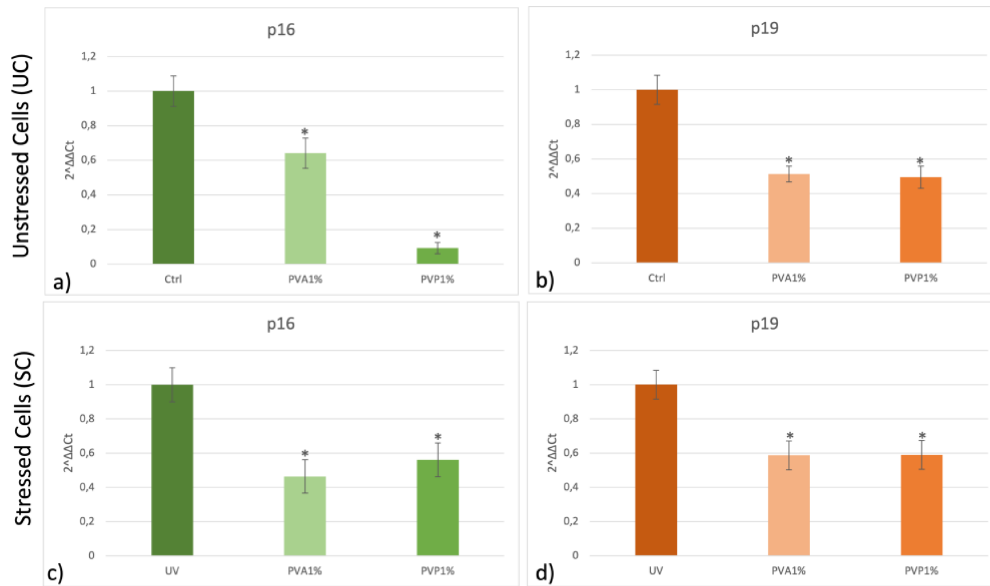 Unstressed Cells (UC)
p16
1,2
1
0,8
0,6
0,4
0,2
0
2^ΔΔCt
*
*
Ctrl
PVA1%
PVP1%
a)
p19
1,2
1
0,8
0,6
0,4
0,2
0
2^ΔΔCt
*
*
Ctrl
PVA1%
PVP1%
b)
Stressed Cells (SC)
p16
1,2
1
0,8
0,6
0,4
0,2
0
2^ΔΔCt
*
*
UV
PVA1%
PVP1%
c)
p19
1,2
1
0,8
0,6
0,4
0,2
0
2^ΔΔCt
*
*
UV
PVA1%
PVP1%
d)